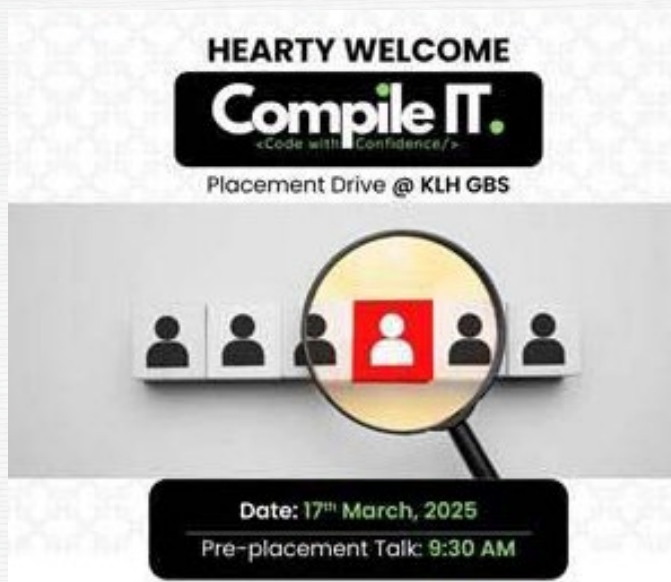 HEARTY WELCOME
Compile IT.
<Code with Confidence/>
Placement Drive @ KLH GBS
Date: 17th March, 2025
Pre-placement Talk: 9:30 AM